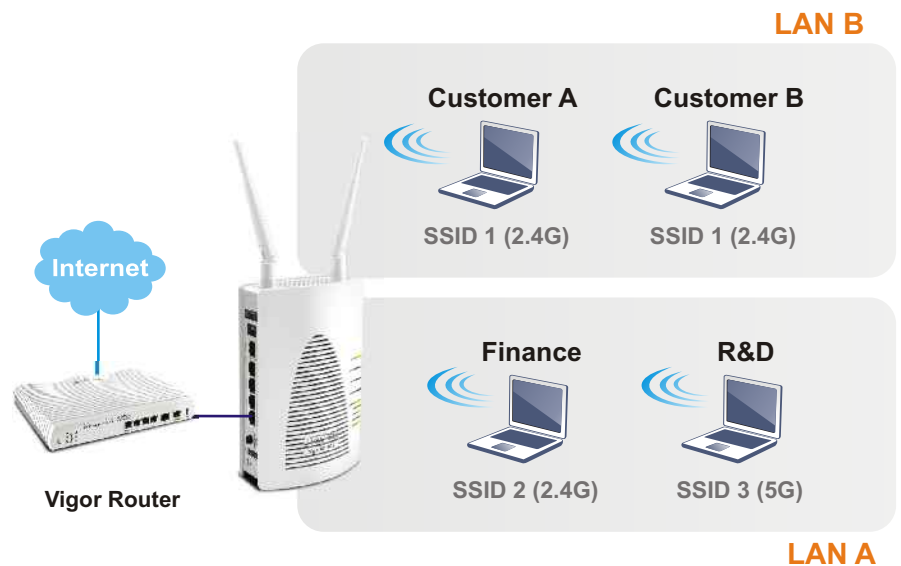 LAN B
Customer A
Customer B
SSID 1 (2.4G)
SSID 1 (2.4G)
Internet
Finance
R&D
SSID 2 (2.4G)
SSID 3 (5G)
Vigor Router
LAN A